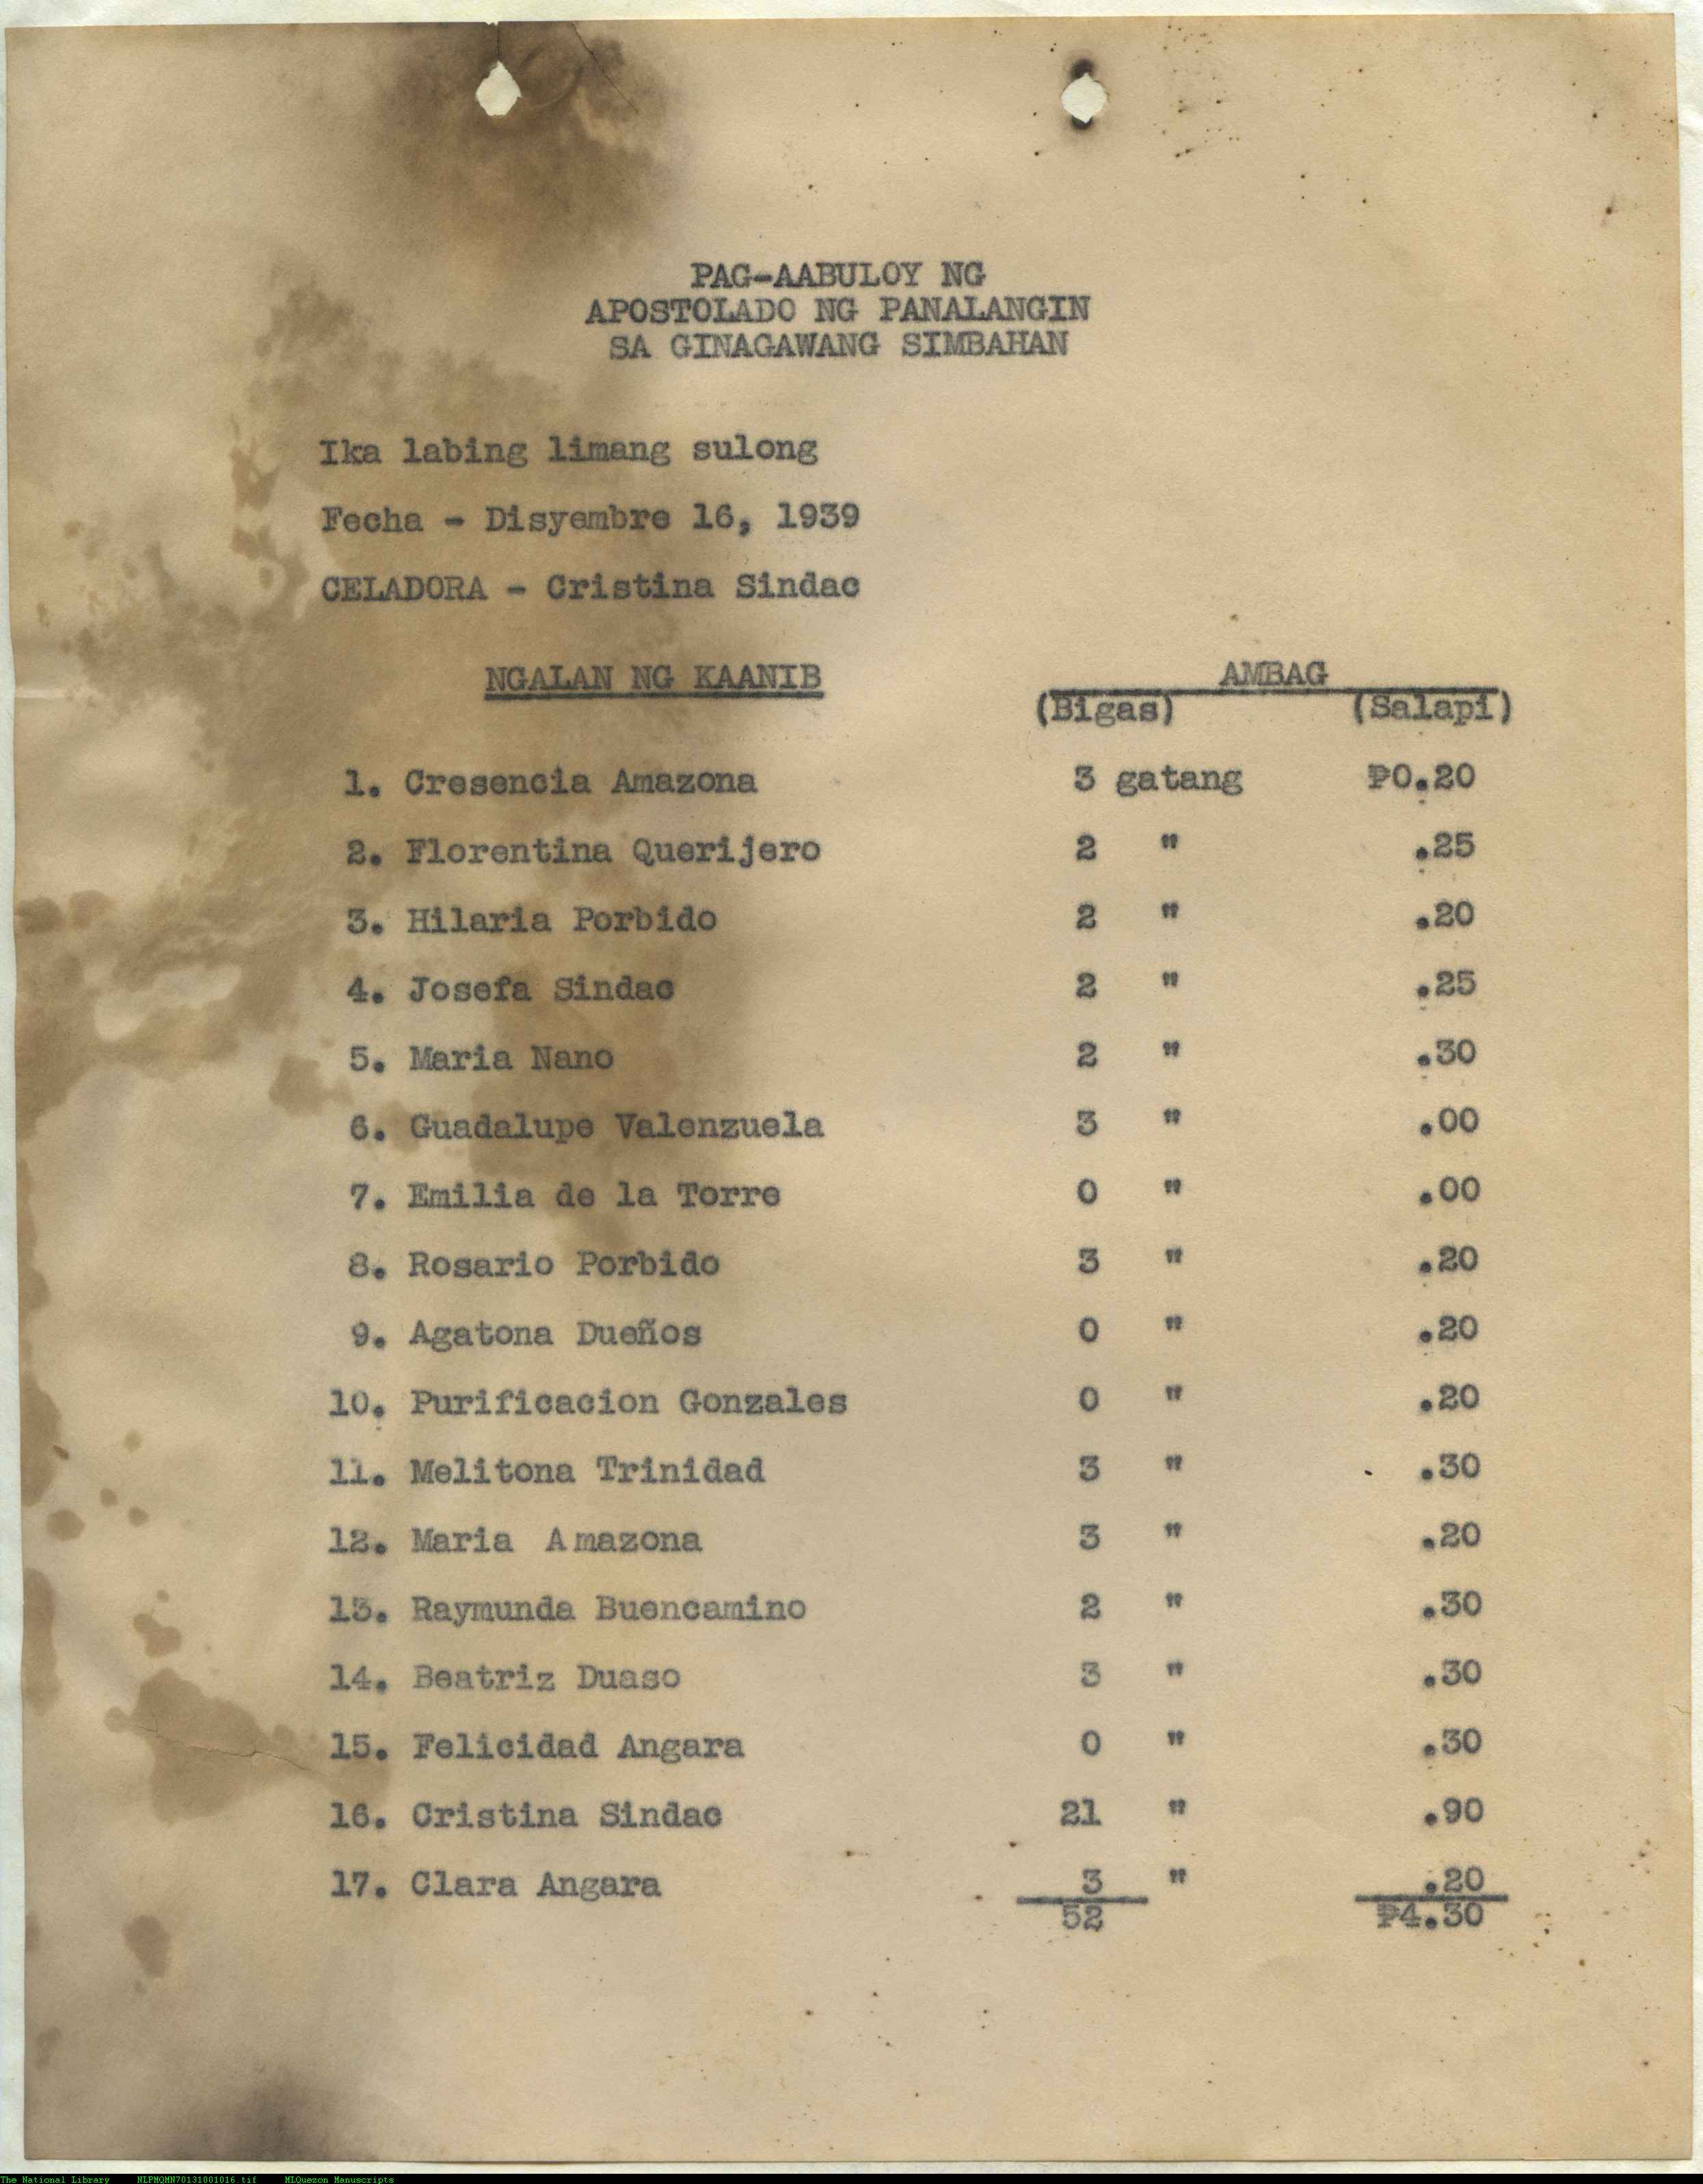 PAG-AABULOY NG
APOSTOLADO NG PANALANGIN
SA GINAGAWANG SIMBAHAN
Ika labing limang sulong
Fecha - Disyembre 16, 1939
CELADORA - Cristina Sindac
NGALAN NG KAANIB AMBAG
(Bigas) (Salapi)
1. Cresencia Amazona 3 gatang ₱0.20
2. Florentina Querijero 2 " .25
3. Hilaria Porbido 2 " .20
4. Josefa Sindac 2 " .25
5. Maria Nano 2 " .30
6. Guadalupe Valenzuela 3 " .00
7. Emilia de la Torre 0 " .00
8. Rosario Porbido 3 " .20
9. Agatona Dueños 0 " .20
10. Purificacion Gonzales 0 " .20
11. Melitona Trinidad 3 " .30
12. Maria Amazona 3 " .20
13. Raymunda Buencamino 2 " .30
14. Beatriz Duaso 3 " .30
15. Felicidad Angara 0 " .30
16. Cristina Sindac 21 " .90
17. Clara Angara 3 " .20
52 ₱4.30
The National Library NLPMQMN70131001016.tif MLQuezon Manuscripts